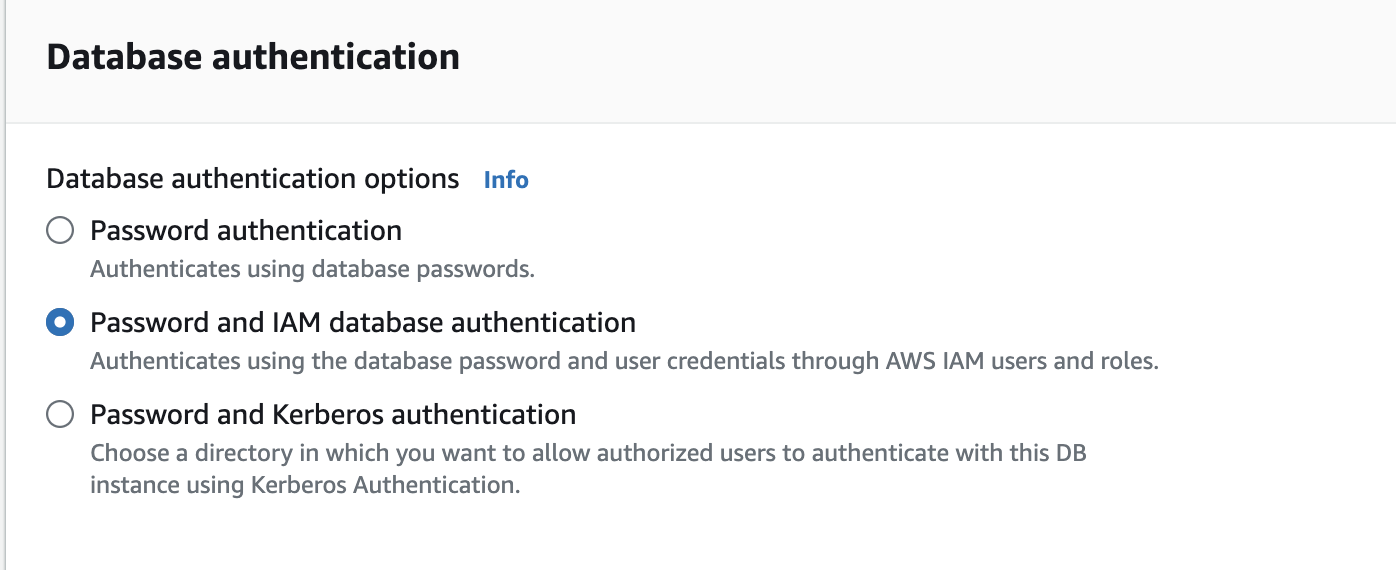 Database authentication
Database authentication options Info
Password authentication
Authenticates using database passwords.
Password and IAM database authentication
Authenticates using the database password and user credentials through AWS IAM users and roles.
Password and Kerberos authentication
Choose a directory in which you want to allow authorized users to authenticate with this DB
instance using Kerberos Authentication.